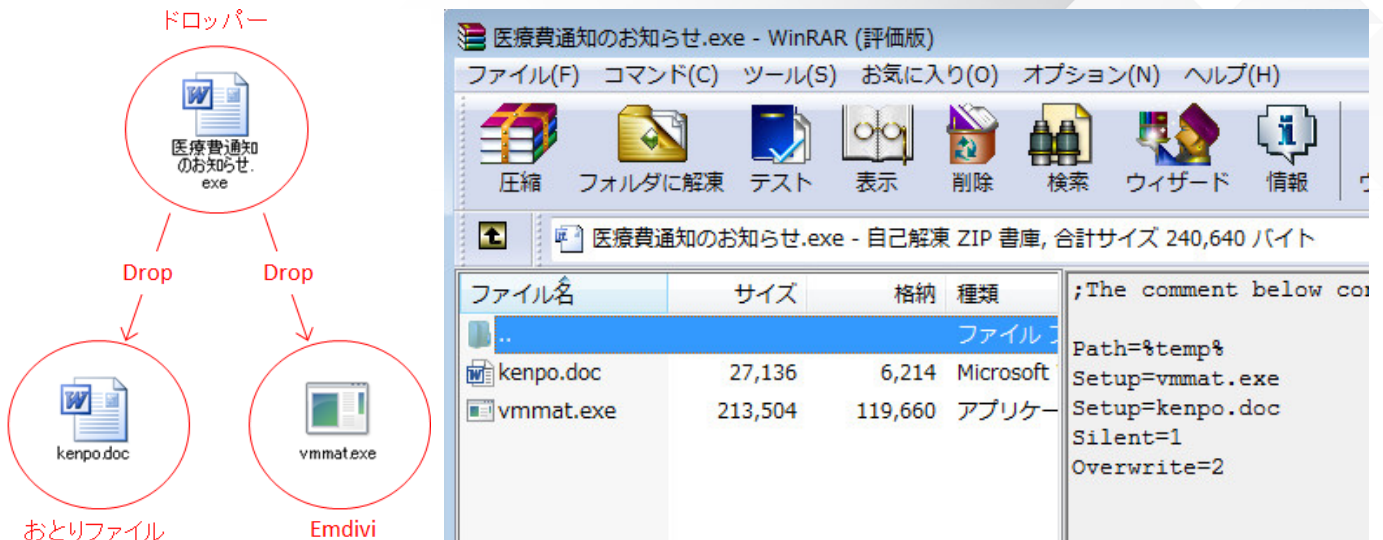 ドロッパー
医療費通知
のお知らせ.
exe
Drop
Drop
kenpo.doc
vmmat.exe
おとりファイル
Emdivi
医療費通知のお知らせ.exe - WinRAR (評価版)
ファイル(F) コマンド(C) ツール(S) お気に入り(O) オプション(N) ヘルプ(H)
圧縮 フォルダに解凍 テスト 表示 削除 検索 ウィザード 情報
医療費通知のお知らせ.exe - 自己解凍 ZIP 書庫, 合計サイズ 240,640 バイト
ファイル名 サイズ 格納 種類
.. ファイル フ
kenpo.doc 27,136 6,214 Microsoft
vmmat.exe 213,504 119,660 アプリケー
;The comment below con
Path=%temp%
Setup=vmmat.exe
Setup=kenpo.doc
Silent=1
Overwrite=2